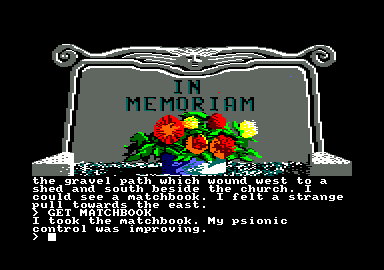 IN
MEMORIAM
the gravel path which wound west to a
shed and south beside the church. I
could see a matchbook. I felt a strange
pull towards the east.
> GET MATCHBOOK
I took the matchbook. My psionic
control was improving.
>